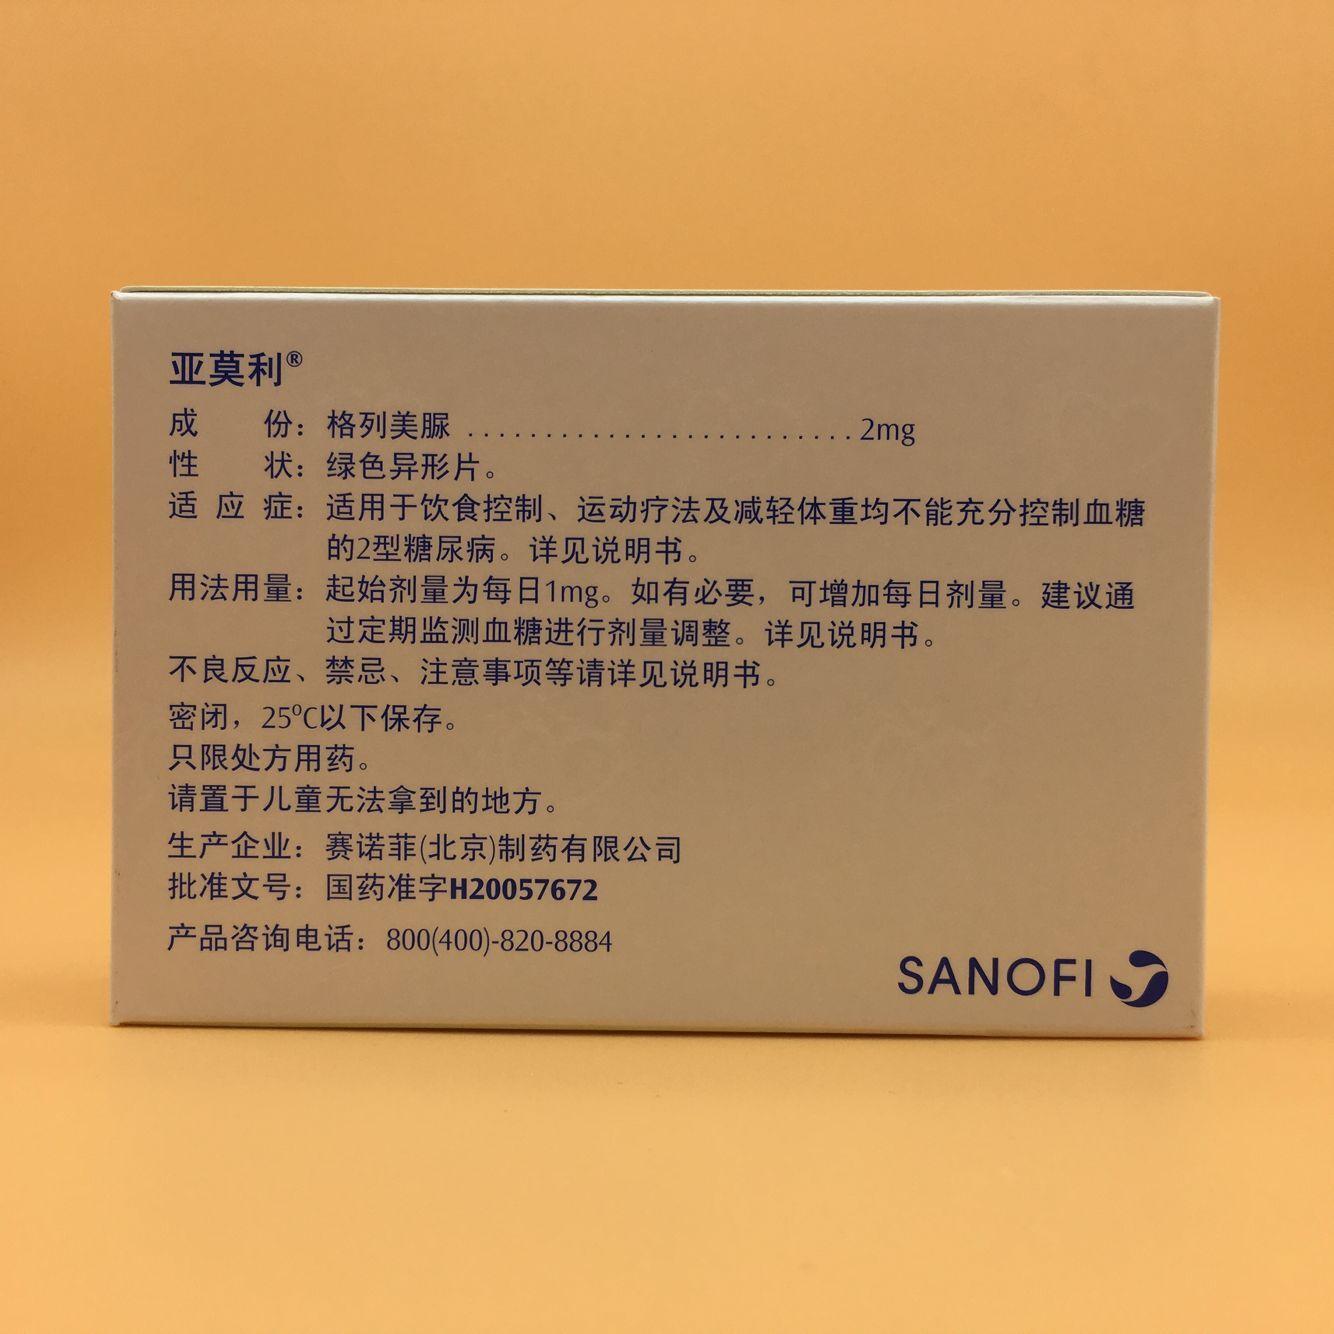 亚莫利®
成份：格列美脲 ......................... 2mg
性状：绿色异形片。
适应症：适用于饮食控制、运动疗法及减轻体重均不能充分控制血糖
的2型糖尿病。详见说明书。
用法用量：起始剂量为每日1mg。如有必要，可增加每日剂量。建议通
过定期监测血糖进行剂量调整。详见说明书。
不良反应、禁忌、注意事项等请详见说明书。
密闭，25℃以下保存。
只限处方用药。
请置于儿童无法拿到的地方。
生产企业：赛诺菲(北京)制药有限公司
批准文号：国药准字H20057672
产品咨询电话：800(400)-820-8884
SANOFI